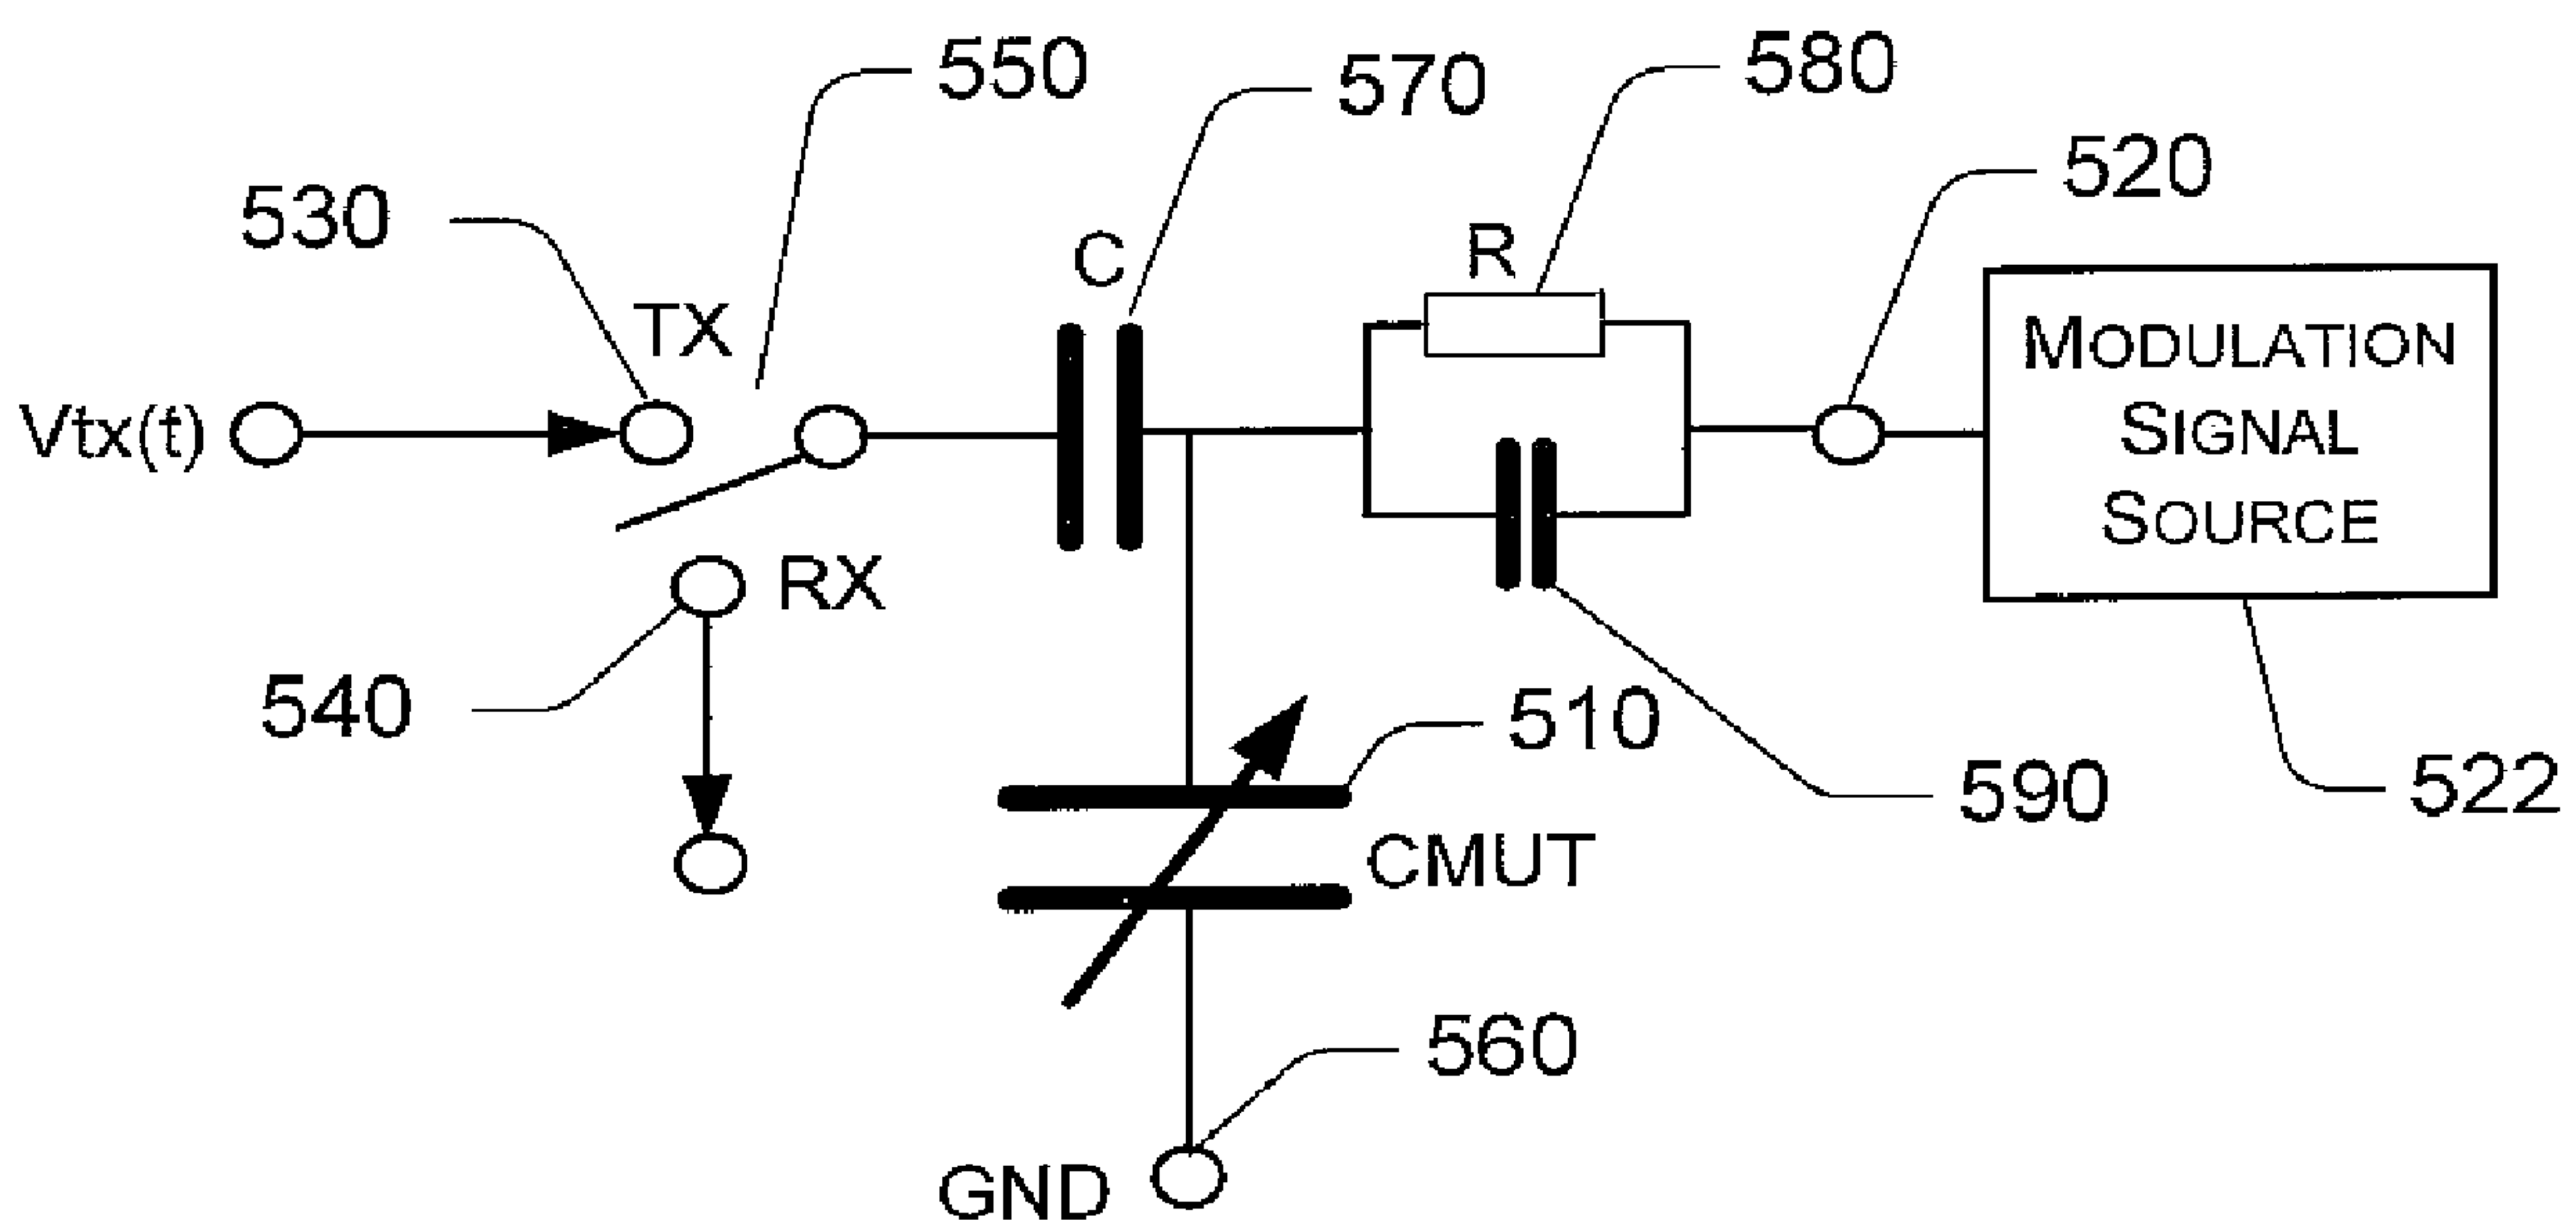 550
570
580
520
530
C
R
TX
Vtx(t)
MODULATION
SIGNAL
SOURCE
RX
540
510
590
522
CMUT
560
GND